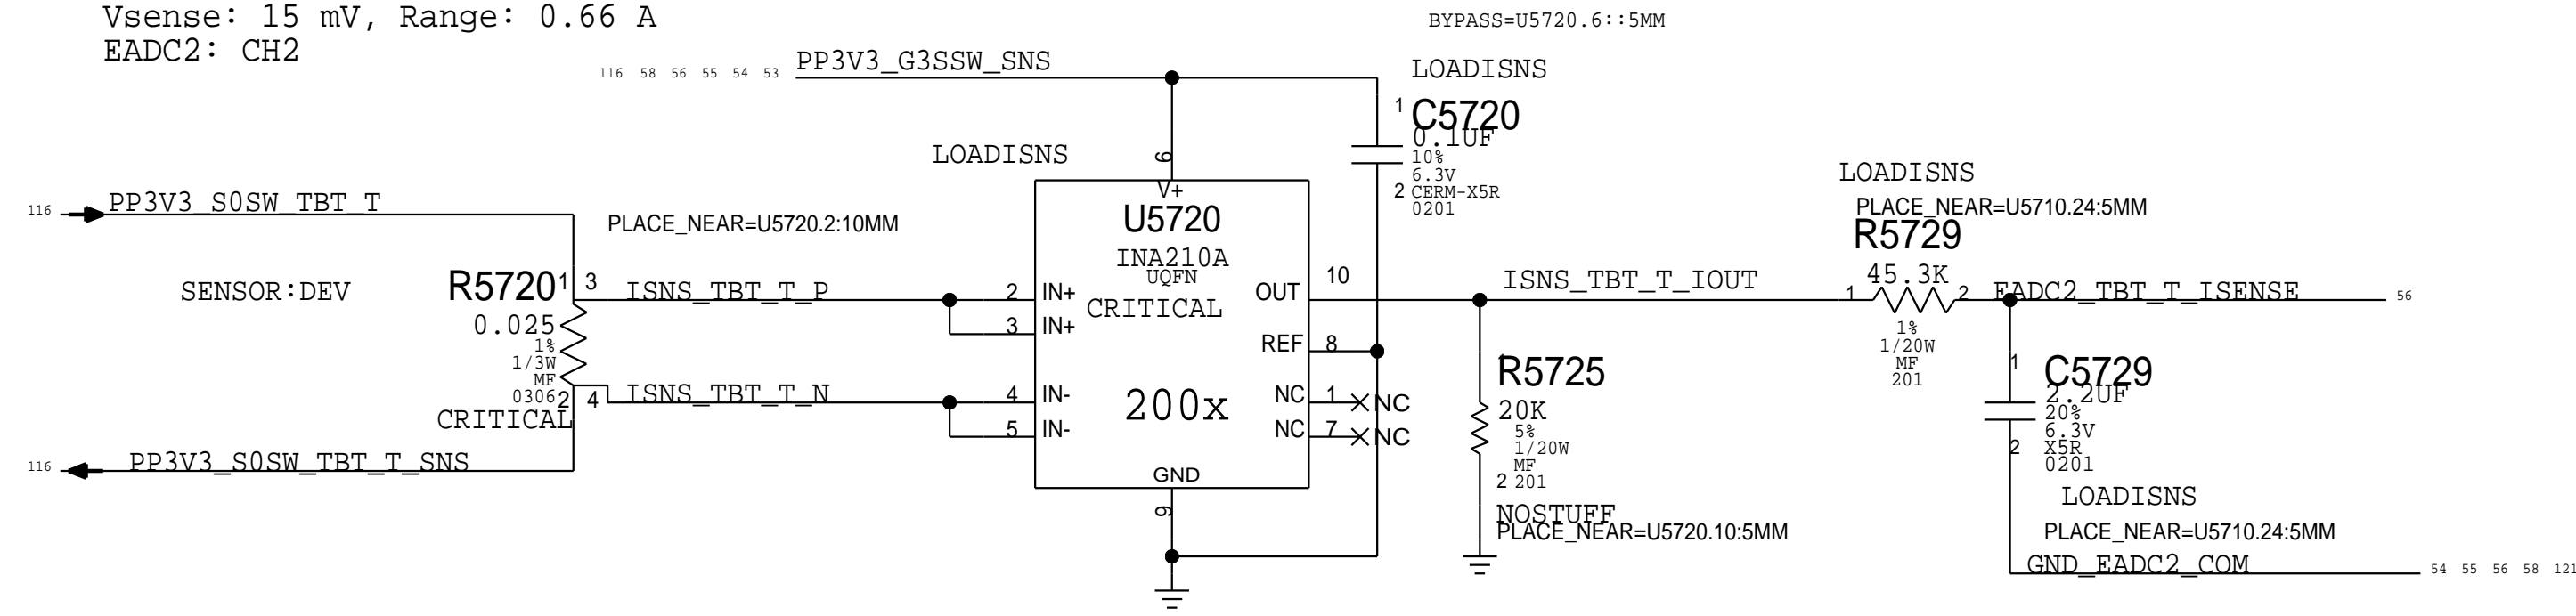 Vsense: 15 mV, Range: 0.66 A
EADC2: CH2
BYPASS=U5720.6::5MM
116 58 56 55 54 53 PP3V3_G3SSW_SNS
LOADISNS
1 C5720
0.1UF
10%
6.3V
2 CERM-X5R
0201
LOADISNS
6
116 PP3V3_S0SW_TBT_T
PLACE_NEAR=U5720.2:10MM
SENSOR:DEV
R5720 1 3
0.025
1%
1/3W
MF
0306 2 4
CRITICAL
ISNS_TBT_T_P
ISNS_TBT_T_N
116 PP3V3_S0SW_TBT_T_SNS
V+
U5720
INA210A
UQFN
CRITICAL
200x
2 IN+
3 IN+
4 IN-
5 IN-
OUT 10
REF 8
NC 1 NC
NC 7 NC
GND
9
ISNS_TBT_T_IOUT
1
R5725
20K
5%
1/20W
MF
2 201
NOSTUFF
PLACE_NEAR=U5720.10:5MM
LOADISNS
PLACE_NEAR=U5710.24:5MM
R5729
45.3K
1 2
1%
1/20W
MF
201
EADC2_TBT_T_ISENSE 56
1
C5729
2.2UF
20%
6.3V
2 X5R
0201
LOADISNS
PLACE_NEAR=U5710.24:5MM
GND_EADC2_COM 54 55 56 58 121